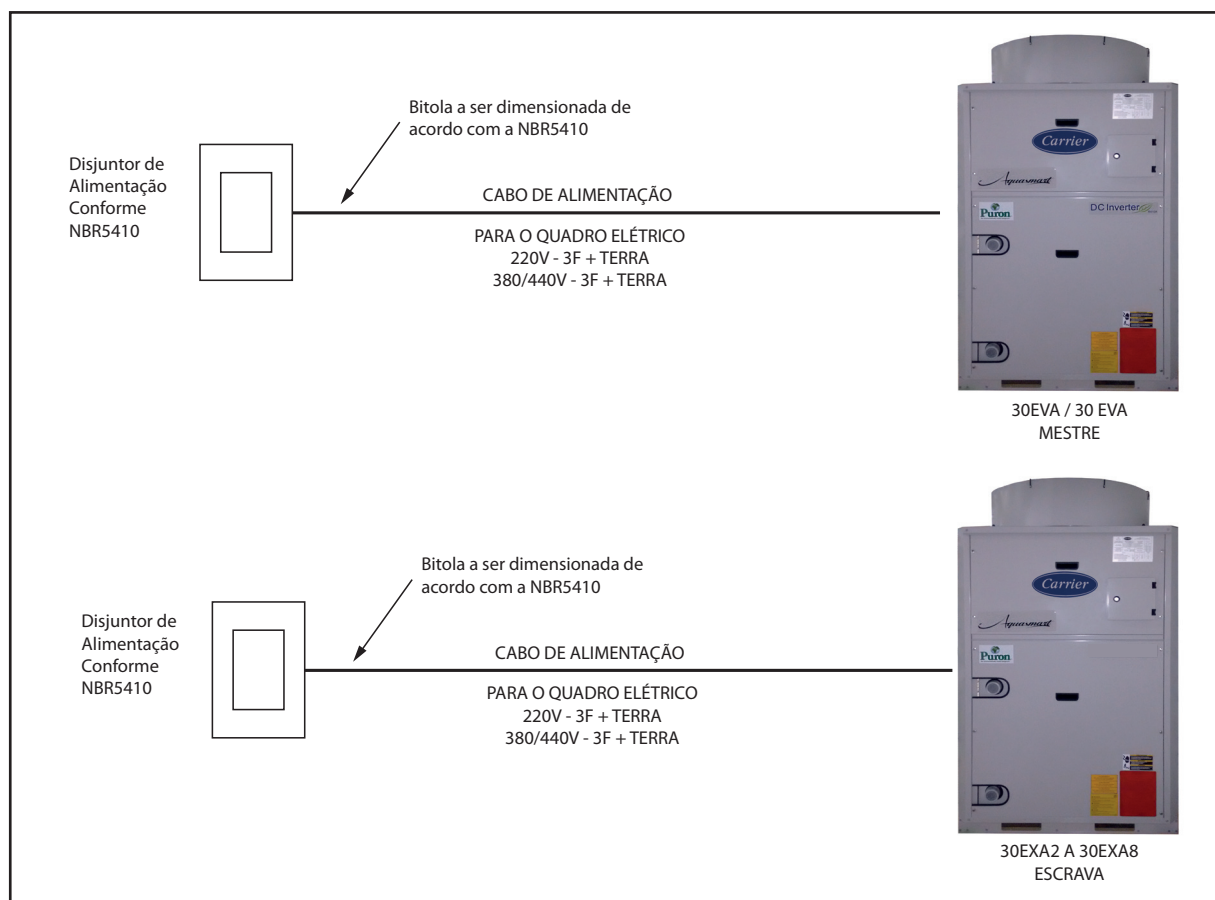 Bitola a ser dimensionada de
acordo com a NBR5410
Disjuntor de
Alimentação
Conforme
NBR5410
CABO DE ALIMENTAÇÃO
PARA O QUADRO ELÉTRICO
220V - 3F + TERRA
380/440V - 3F + TERRA
Carrier
Aquasmart
Puron
DC Inverter
30EVA / 30 EVA
MESTRE
Bitola a ser dimensionada de
acordo com a NBR5410
Disjuntor de
Alimentação
Conforme
NBR5410
CABO DE ALIMENTAÇÃO
PARA O QUADRO ELÉTRICO
220V - 3F + TERRA
380/440V - 3F + TERRA
Carrier
Aquasmart
Puron
30EXA2 A 30EXA8
ESCRAVA